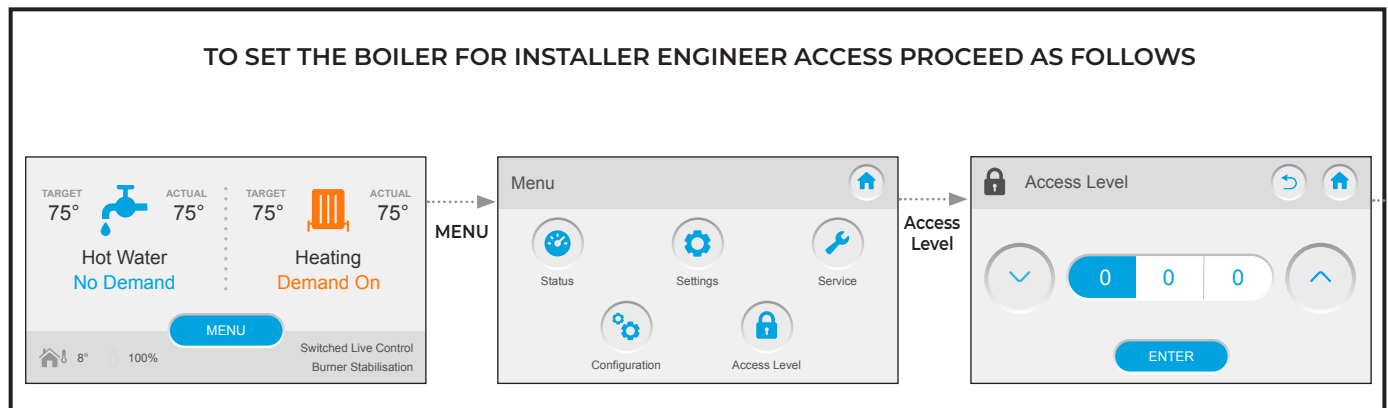 TO SET THE BOILER FOR INSTALLER ENGINEER ACCESS PROCEED AS FOLLOWS
TARGET
75°
ACTUAL
75°
Hot Water
No Demand
TARGET
75°
ACTUAL
75°
Heating
Demand On
MENU
8°
100%
Switched Live Control
Burner Stabilisation
MENU
Menu
Status
Settings
Service
Configuration
Access Level
Access
Level
Access Level
0 0 0
ENTER